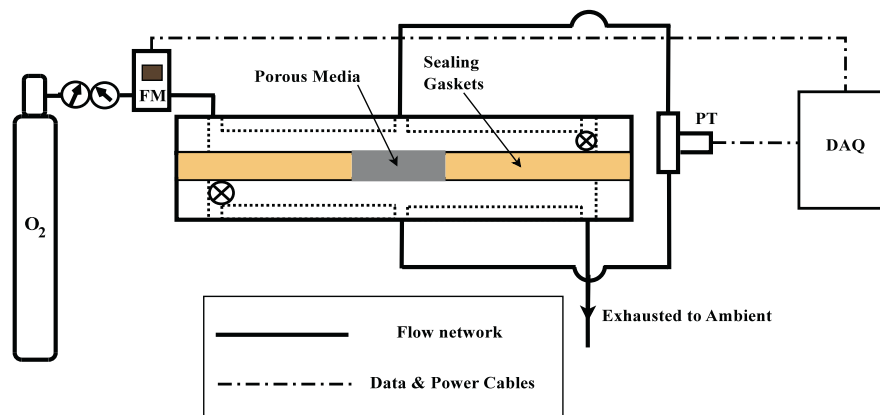 Sealing
Gaskets
Porous Media
FM
PT
DAQ
O2
Exhausted to Ambient
Flow network
Data & Power Cables